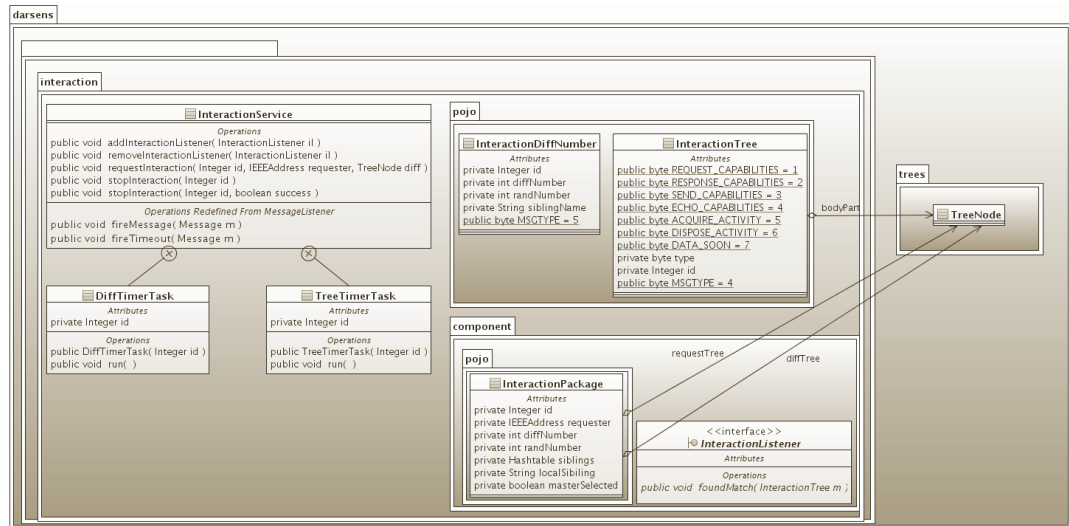 darsens
interaction
InteractionService
Operations
public void addInteractionListener( InteractionListener il )
public void removeInteractionListener( InteractionListener il )
public void requestInteraction( Integer id, IEEEAddress requester, TreeNode diff )
public void stopInteraction( Integer id )
public void stopInteraction( Integer id, boolean success )
Operations Redefined From MessageListener
public void fireMessage( Message m )
public void fireTimeout( Message m )
DiffTimerTask
Attributes
private Integer id
Operations
public DiffTimerTask( Integer id )
public void run( )
TreeTimerTask
Attributes
private Integer id
Operations
public TreeTimerTask( Integer id )
public void run( )
pojo
InteractionDiffNumber
Attributes
private Integer id
private int diffNumber
private int randNumber
private String siblingName
public byte MSGTYPE = 5
InteractionTree
Attributes
public byte REQUEST_CAPABILITIES = 1
public byte RESPONSE_CAPABILITIES = 2
public byte SEND_CAPABILITIES = 3
public byte ECHO_CAPABILITIES = 4
public byte ACQUIRE_ACTIVITY = 5
public byte DISPOSE_ACTIVITY = 6
public byte DATA_SOON = 7
private byte type
private Integer id
public byte MSGTYPE = 4
bodyPart
trees
TreeNode
component
requestTree
diffTree
pojo
InteractionPackage
Attributes
private Integer id
private IEEEAddress requester
private int diffNumber
private int randNumber
private Hashtable siblings
private String localSibiling
private boolean masterSelected
<<interface>>
InteractionListener
Attributes
Operations
public void foundMatch( InteractionTree m )